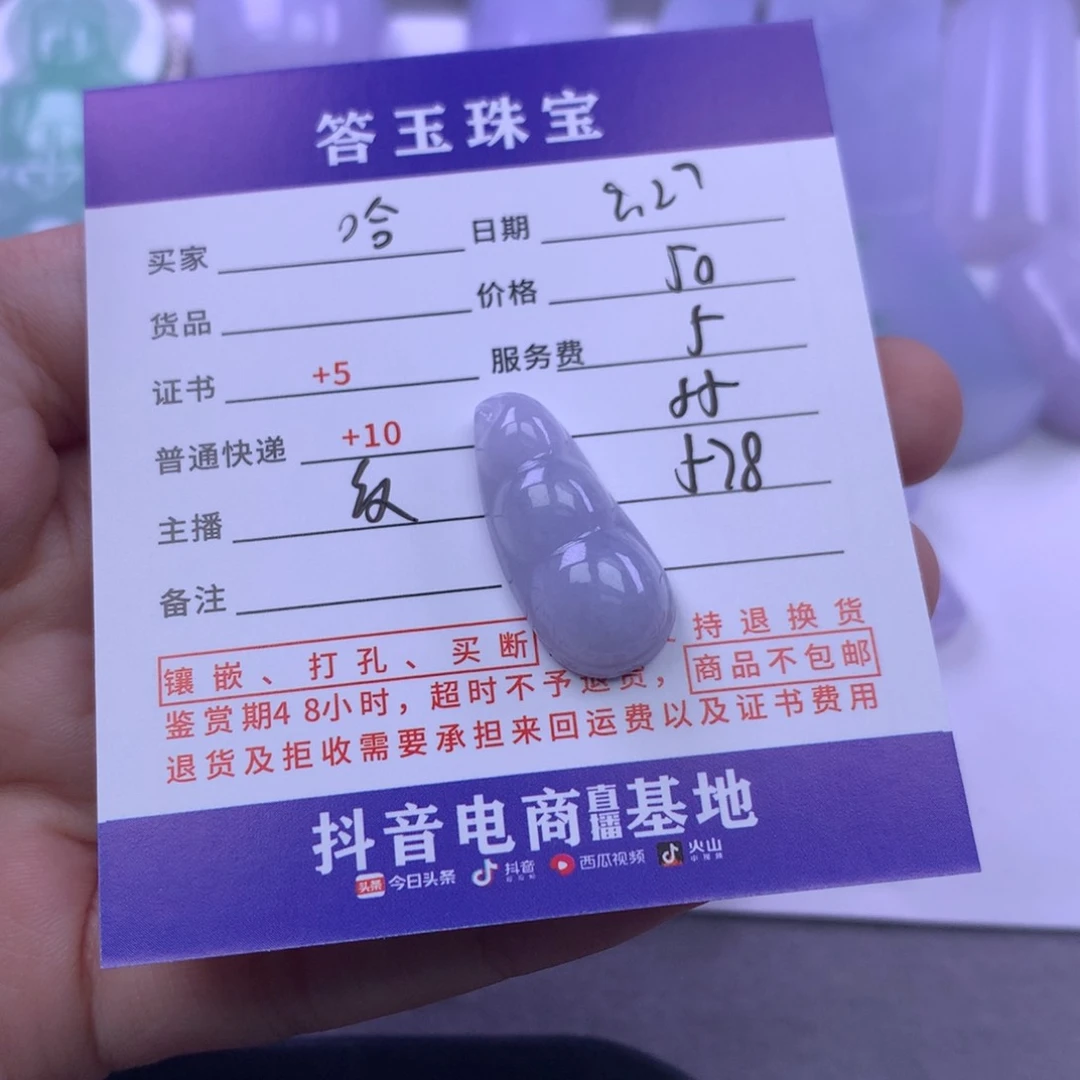 答玉珠宝
买家 哈 日期 2.27
货品 价格 50
证书 +5 服务费 5
普通快递 +10
主播
备注
镶嵌、打孔、买断 持退换货
鉴赏期48小时，超时不予退货，商品不包邮
退货及拒收需要承担来回运费以及证书费用
抖音电商直播基地
头条 今日头条 抖音 西瓜视频 火山